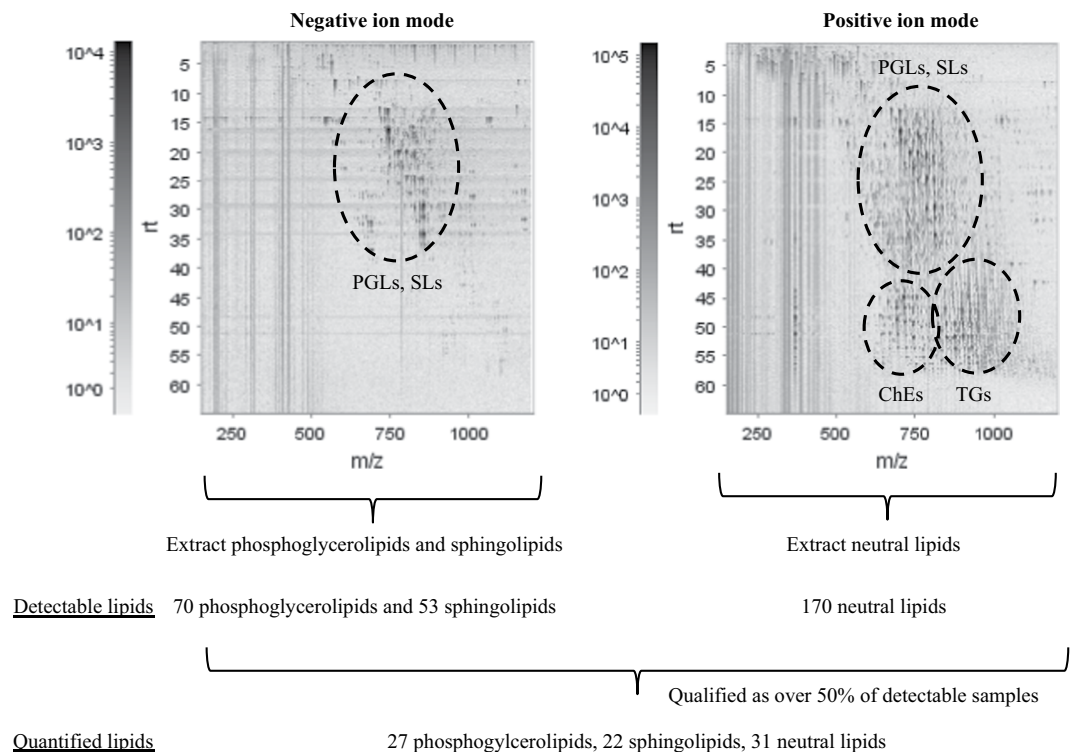 Negative ion mode
Positive ion mode
10^4
10^3
10^2
10^1
10^0
rt
5
10
15
20
25
30
35
40
45
50
55
60
PGLs, SLs
250
500
750
1000
m/z
10^5
10^4
10^3
10^2
10^1
10^0
rt
5
10
15
20
25
30
35
40
45
50
55
60
PGLs, SLs
ChEs
TGs
250
500
750
1000
m/z
Extract phosphoglycerolipids and sphingolipids
Extract neutral lipids
Detectable lipids 70 phosphoglycerolipids and 53 sphingolipids 170 neutral lipids
Qualified as over 50% of detectable samples
Quantified lipids 27 phosphogylcerolipids, 22 sphingolipids, 31 neutral lipids